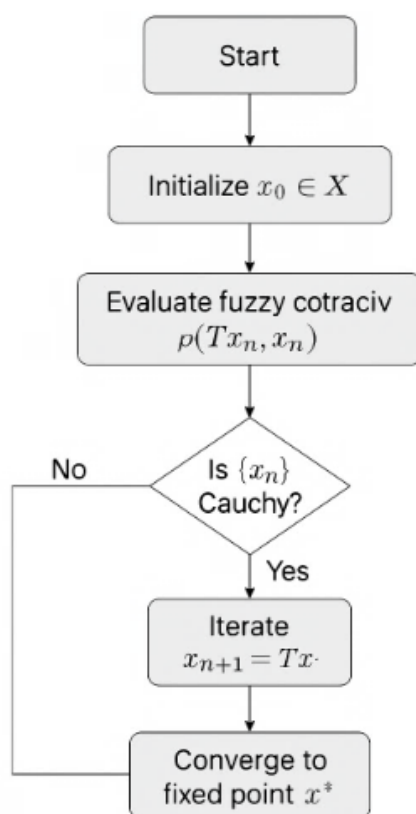 Start
Initialize x₀ ∈ X
Evaluate fuzzy cotraciv
p(Txₙ, xₙ)
No
Is {xₙ}
Cauchy?
Yes
Iterate
xₙ₊₁ = Tx·
Converge to
fixed point x*